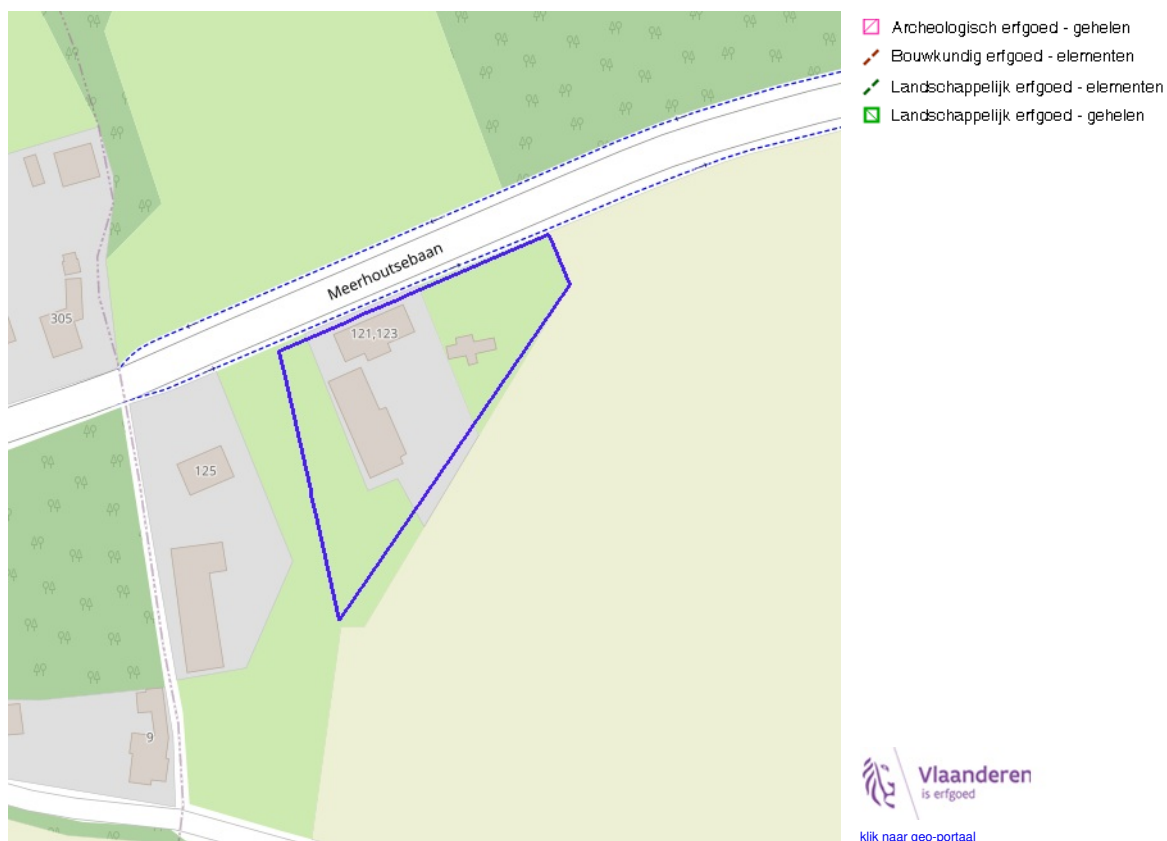 Archeologisch erfgoed - gehelen
Bouwkundig erfgoed - elementen
Landschappelijk erfgoed - elementen
Landschappelijk erfgoed - gehelen
Meerhoutsebaan
305
121,123
125
9
Vlaanderen
is erfgoed
klik naar geo-portaal